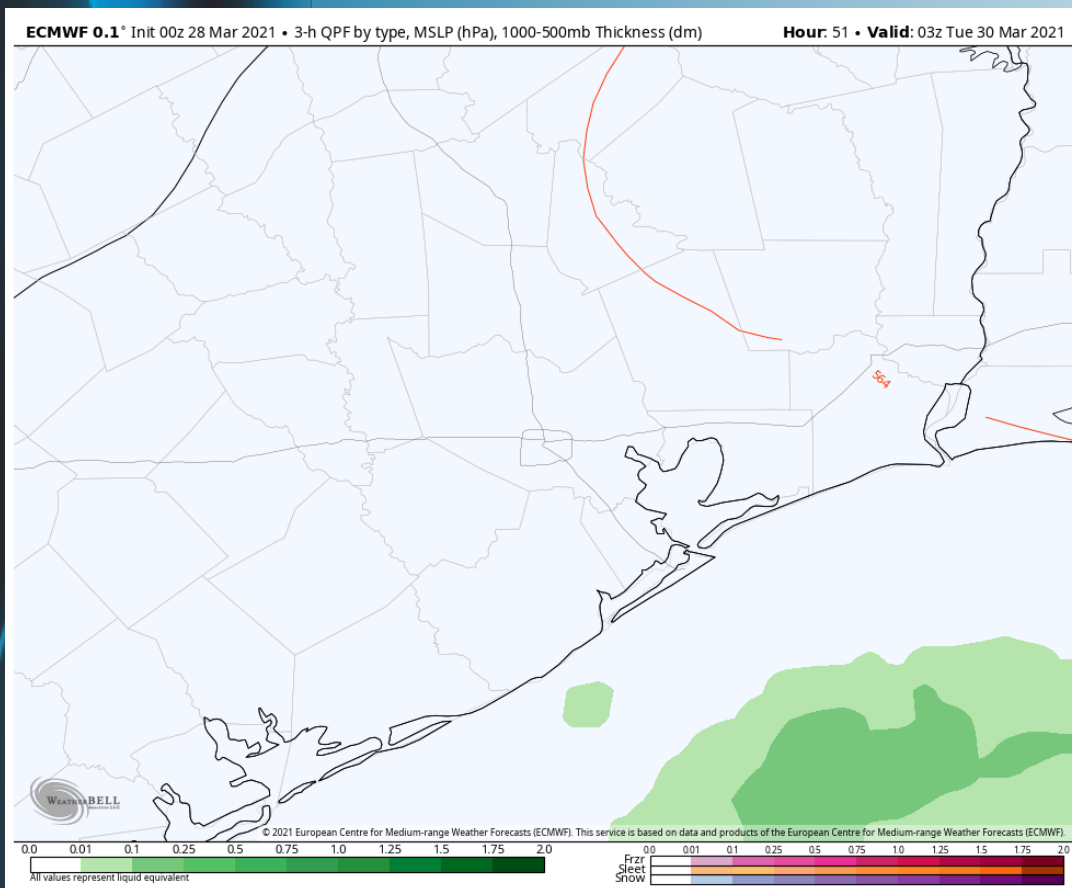 ECMWF 0.1° Init 00z 28 Mar 2021 • 3-h QPF by type, MSLP (hPa), 1000-500mb Thickness (dm) Hour: 51 • Valid: 03z Tue 30 Mar 2021
564
WEATHERBELL
ANALYTICS LLC
© 2021 European Centre for Medium-range Weather Forecasts (ECMWF). This service is based on data and products of the European Centre for Medium-range Weather Forecasts (ECMWF).
0.0 0.01 0.1 0.25 0.5 0.75 1.0 1.25 1.5 1.75 2.0
All values represent liquid equivalent
0.0 0.01 0.1 0.25 0.5 0.75 1.0 1.25 1.5 1.75 2.0
Frzr
Sleet
Snow